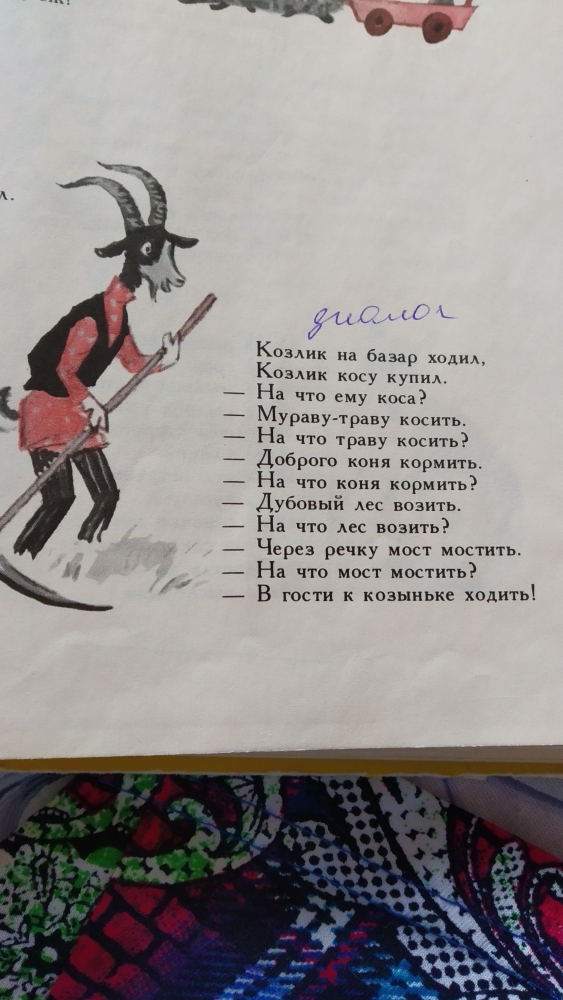 диалог
Козлик на базар ходил,
Козлик косу купил.
— На что ему коса?
— Мураву-траву косить.
— На что траву косить?
— Доброго коня кормить.
— На что коня кормить?
— Дубовый лес возить.
— На что лес возить?
— Через речку мост мостить.
— На что мост мостить?
— В гости к козыньке ходить!